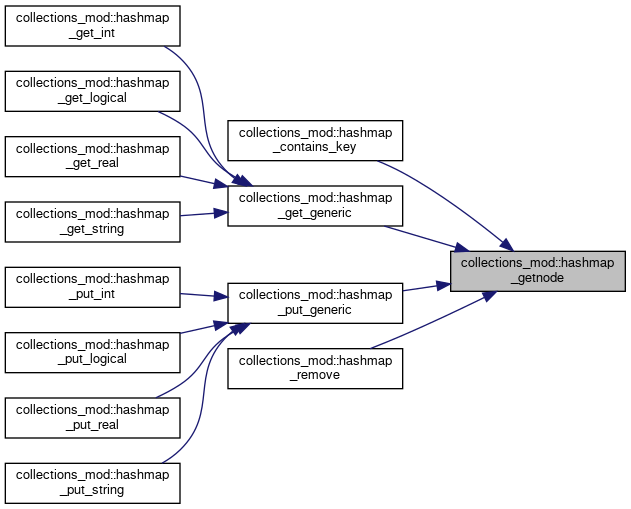 collections_mod::hashmap
_get_int
collections_mod::hashmap
_get_logical
collections_mod::hashmap
_get_real
collections_mod::hashmap
_get_string
collections_mod::hashmap
_put_int
collections_mod::hashmap
_put_logical
collections_mod::hashmap
_put_real
collections_mod::hashmap
_put_string
collections_mod::hashmap
_contains_key
collections_mod::hashmap
_get_generic
collections_mod::hashmap
_put_generic
collections_mod::hashmap
_remove
collections_mod::hashmap
_getnode